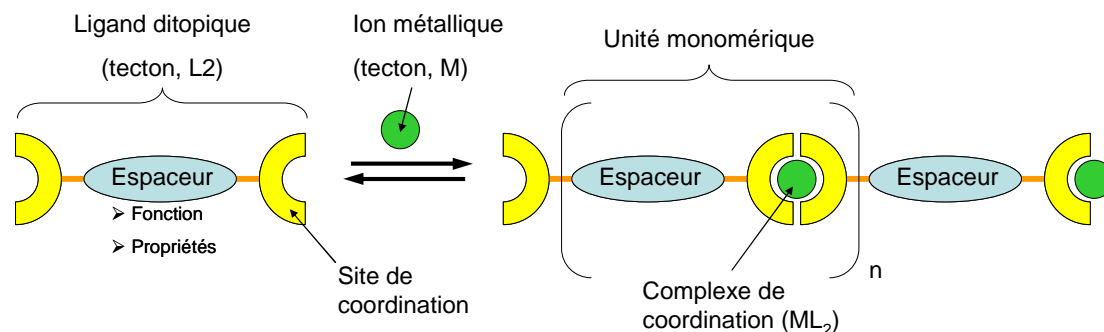 Ligand ditopique
(tecton, L2)
Ion métallique
(tecton, M)
Unité monomérique
Espaceur
➢ Fonction
➢ Propriétés
Site de
coordination
Espaceur
Espaceur
n
Complexe de
coordination (ML₂)